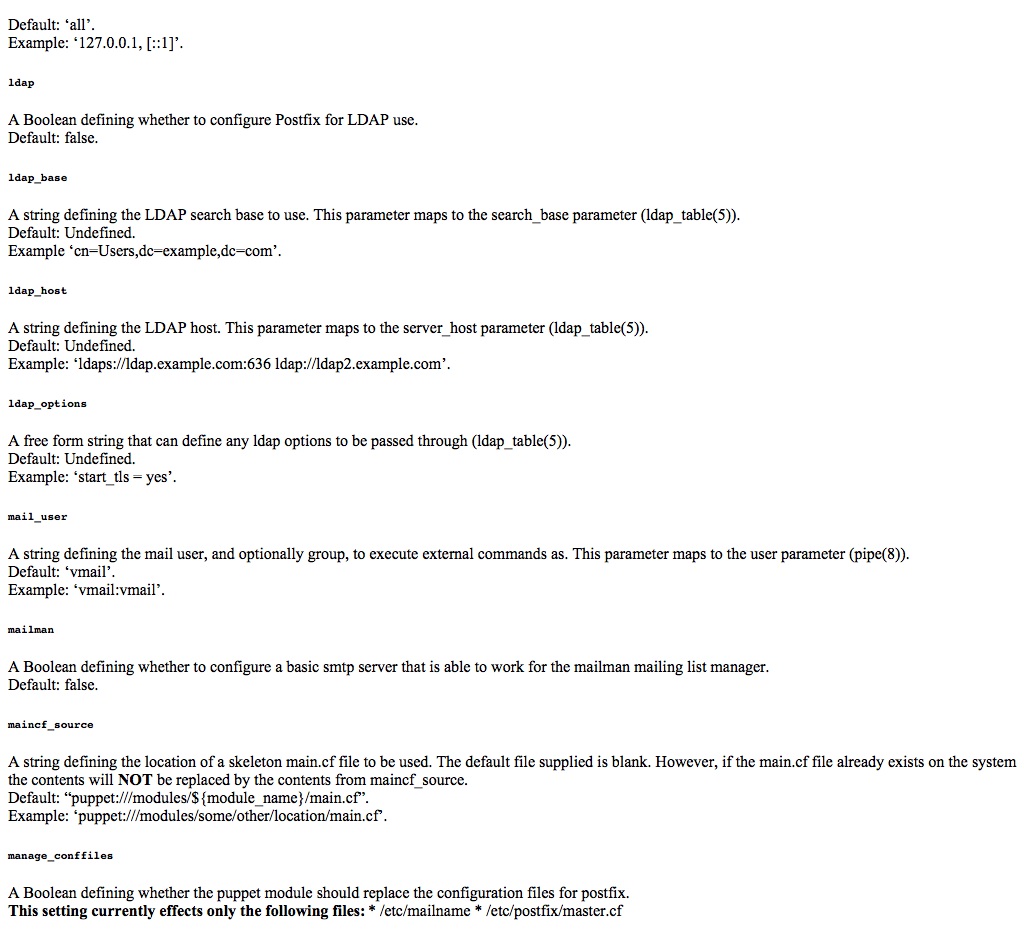 Default: ‘all’.
Example: ‘127.0.0.1, [::1]’.
ldap
A Boolean defining whether to configure Postfix for LDAP use.
Default: false.
ldap_base
A string defining the LDAP search base to use. This parameter maps to the search_base parameter (ldap_table(5)).
Default: Undefined.
Example ‘cn=Users,dc=example,dc=com’.
ldap_host
A string defining the LDAP host. This parameter maps to the server_host parameter (ldap_table(5)).
Default: Undefined.
Example: ‘ldaps://ldap.example.com:636 ldap://ldap2.example.com’.
ldap_options
A free form string that can define any ldap options to be passed through (ldap_table(5)).
Default: Undefined.
Example: ‘start_tls = yes’.
mail_user
A string defining the mail user, and optionally group, to execute external commands as. This parameter maps to the user parameter (pipe(8)).
Default: ‘vmail’.
Example: ‘vmail:vmail’.
mailman
A Boolean defining whether to configure a basic smtp server that is able to work for the mailman mailing list manager.
Default: false.
maincf_source
A string defining the location of a skeleton main.cf file to be used. The default file supplied is blank. However, if the main.cf file already exists on the system
the contents will NOT be replaced by the contents from maincf_source.
Default: “puppet:///modules/${module_name}/main.cf”.
Example: ‘puppet:///modules/some/other/location/main.cf’.
manage_conffiles
A Boolean defining whether the puppet module should replace the configuration files for postfix.
This setting currently effects only the following files: * /etc/mailname * /etc/postfix/master.cf